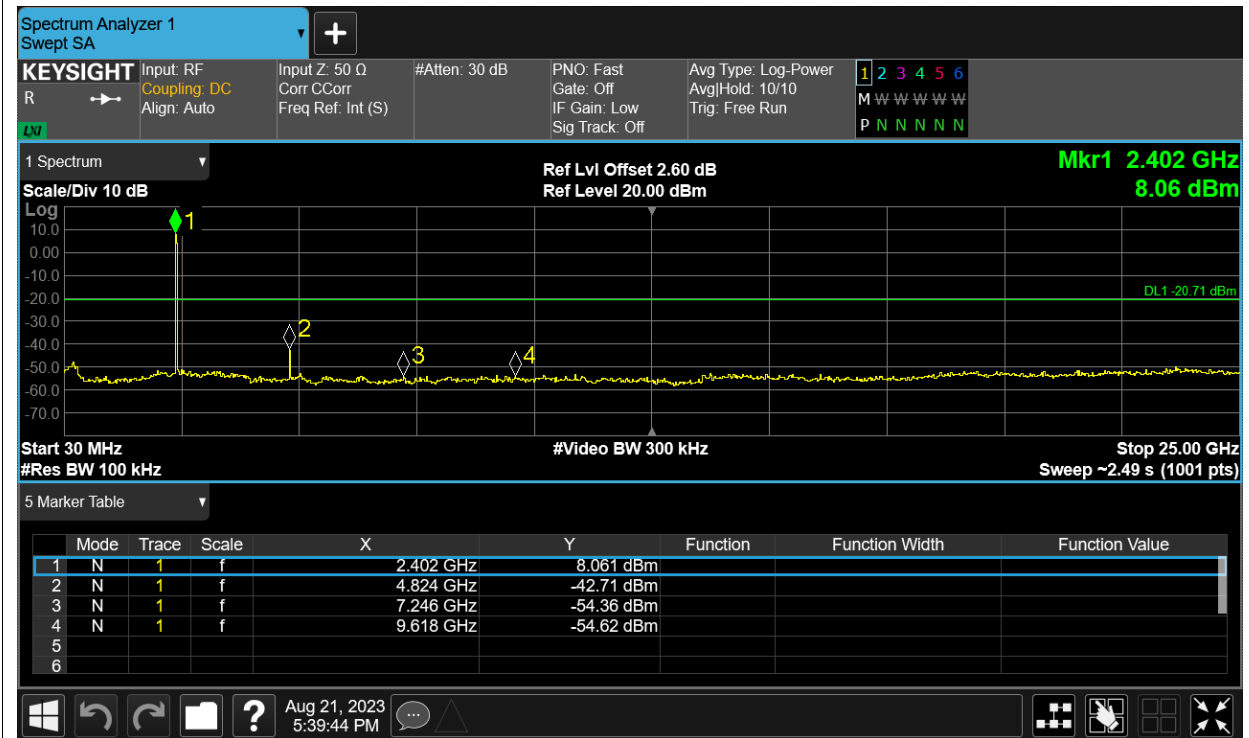 Spectrum Analyzer 1
Swept SA
+
KEYSIGHT
R
LXI
Input: RF
Coupling: DC
Align: Auto
Input Z: 50 Ω
Corr CCorr
Freq Ref: Int (S)
#Atten: 30 dB
PNO: Fast
Gate: Off
IF Gain: Low
Sig Track: Off
Avg Type: Log-Power
Avg|Hold: 10/10
Trig: Free Run
1 2 3 4 5 6
M W W W W W
P N N N N N
1 Spectrum
Scale/Div 10 dB
Ref Lvl Offset 2.60 dB
Ref Level 20.00 dBm
Mkr1 2.402 GHz
8.06 dBm
Log
10.0
0.00
-10.0
-20.0
-30.0
-40.0
-50.0
-60.0
-70.0
1
2
3
4
DL1 -20.71 dBm
Start 30 MHz
#Res BW 100 kHz
#Video BW 300 kHz
Stop 25.00 GHz
Sweep ~2.49 s (1001 pts)
5 Marker Table
Mode Trace Scale X Y Function Function Width Function Value
1 N 1 f 2.402 GHz 8.061 dBm
2 N 1 f 4.824 GHz -42.71 dBm
3 N 1 f 7.246 GHz -54.36 dBm
4 N 1 f 9.618 GHz -54.62 dBm
5
6
?
Aug 21, 2023
5:39:44 PM